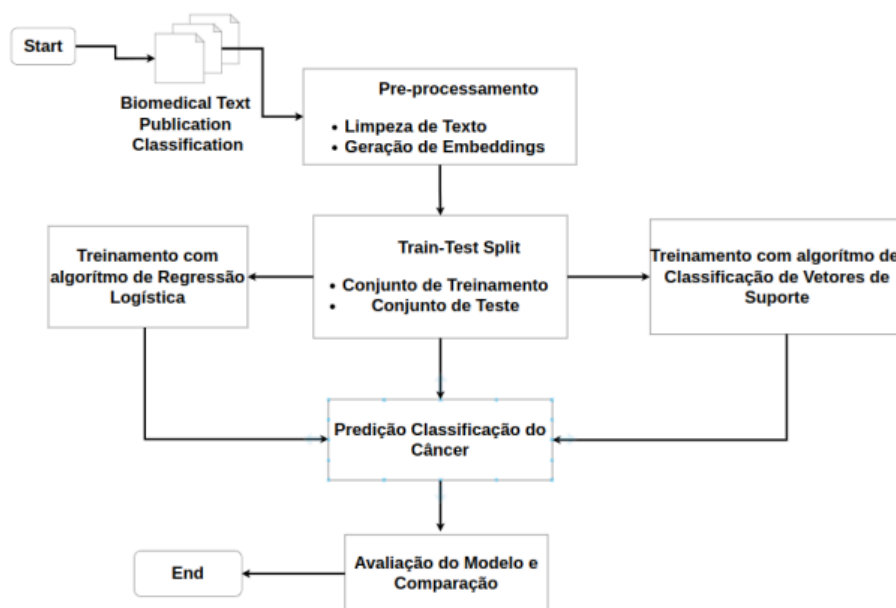 Start
Biomedical Text
Publication
Classification
Pre-processamento
• Limpeza de Texto
• Geração de Embeddings
Train-Test Split
• Conjunto de Treinamento
• Conjunto de Teste
Treinamento com
algorítmo de Regressão
Logística
Treinamento com algorítmo de
Classificação de Vetores de
Suporte
Predição Classificação do
Câncer
Avaliação do Modelo e
Comparação
End